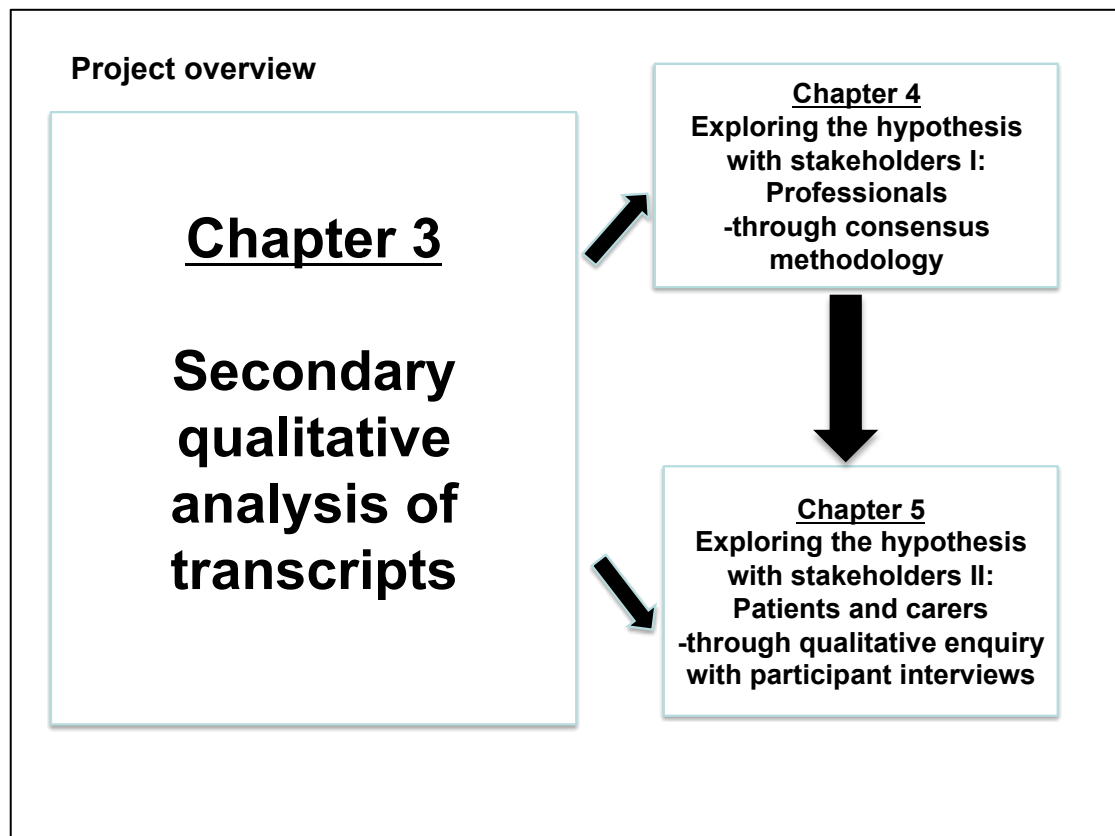 Project overview
Chapter 3
Secondary
qualitative
analysis of
transcripts
Chapter 4
Exploring the hypothesis
with stakeholders I:
Professionals
-through consensus
methodology
Chapter 5
Exploring the hypothesis
with stakeholders II:
Patients and carers
-through qualitative enquiry
with participant interviews